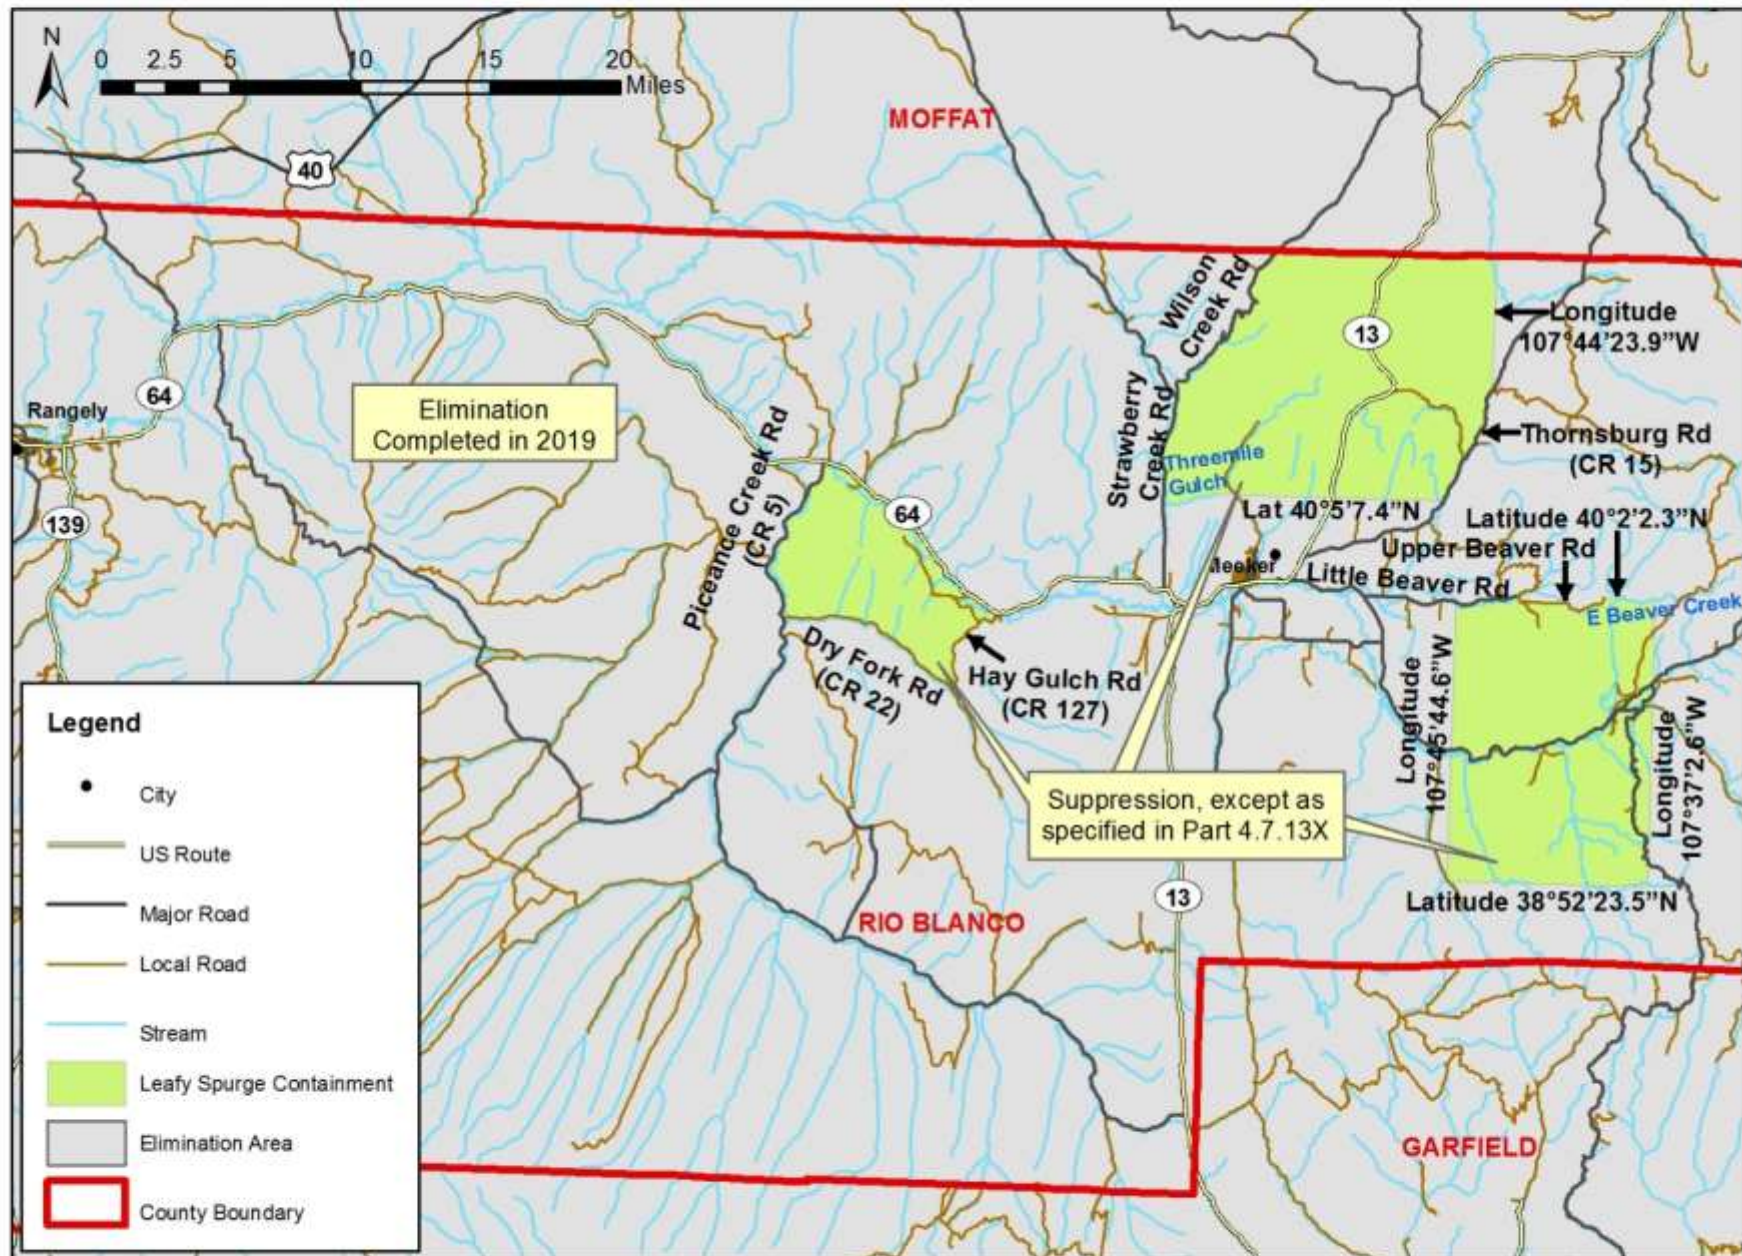 N
0 2.5 5 10 15 20
Miles
MOFFAT
40
Wilson
Creek Rd
Longitude
107°44'23.9"W
13
64
Rangely
Elimination
Completed in 2019
Piceance Creek Rd
(CR 5)
Strawberry
Creek Rd
Threemile
Gulch
Thornsburg Rd
(CR 15)
139
64
Lat 40°5'7.4"N
Latitude 40°2'2.3"N
Upper Beaver Rd
Little Beaver Rd
E Beaver Creek
Dry Fork Rd
(CR 22)
Hay Gulch Rd
(CR 127)
Longitude
107°45'44.6"W
Longitude
107°37'2.6"W
Suppression, except as
specified in Part 4.7.13X
Latitude 38°52'23.5"N
13
RIO BLANCO
GARFIELD
Legend
City
US Route
Major Road
Local Road
Stream
Leafy Spurge Containment
Elimination Area
County Boundary